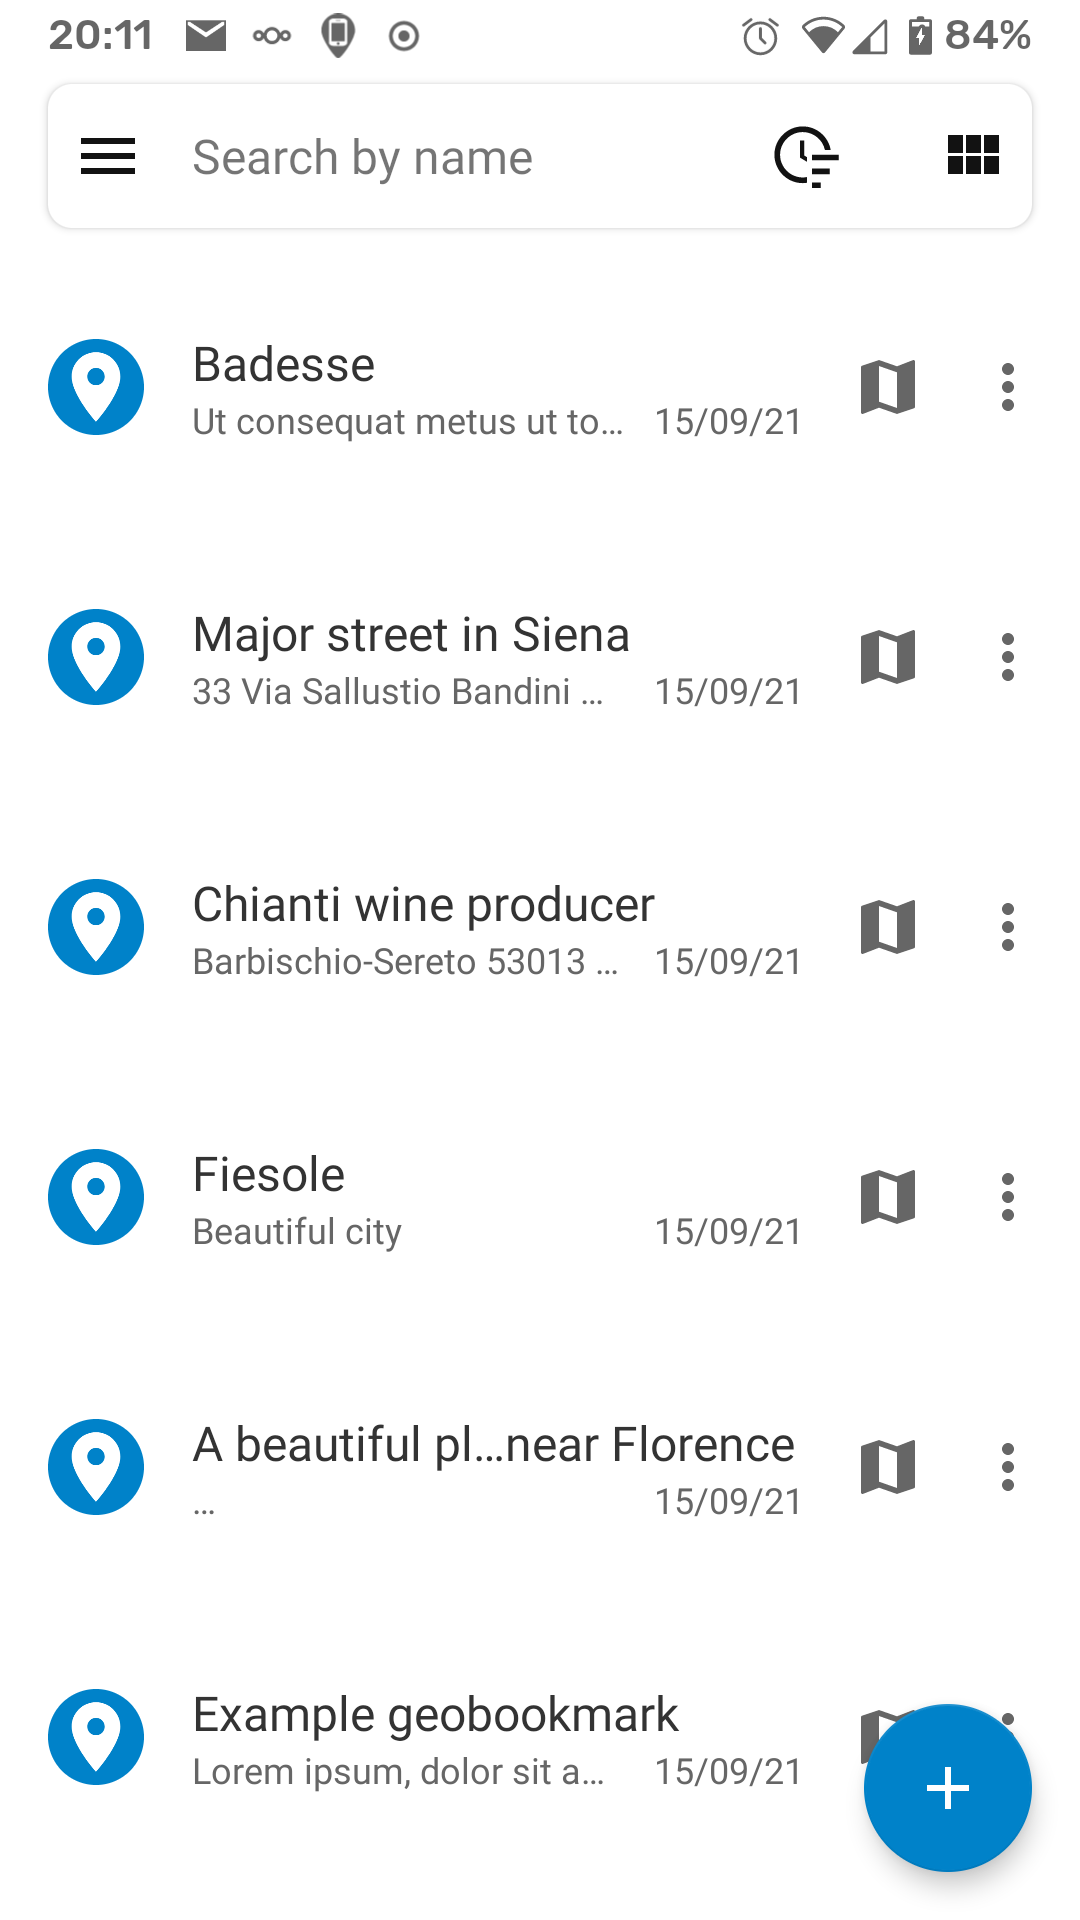 20:11 84%
Search by name
Badesse
Ut consequat metus ut to... 15/09/21
Major street in Siena
33 Via Sallustio Bandini ... 15/09/21
Chianti wine producer
Barbischio-Sereto 53013 ... 15/09/21
Fiesole
Beautiful city 15/09/21
A beautiful pl...near Florence
... 15/09/21
Example geobookmark
Lorem ipsum, dolor sit a... 15/09/21